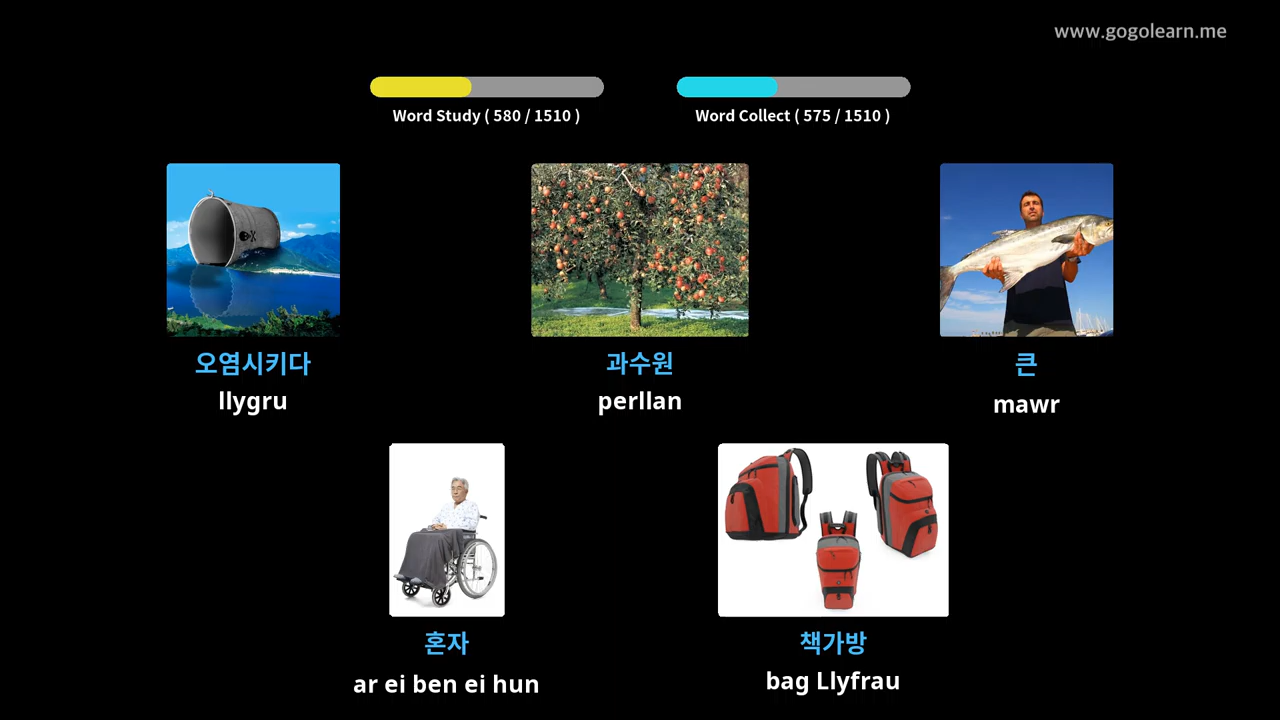 www.gogolearn.me
Word Study ( 580 / 1510 )
Word Collect ( 575 / 1510 )
오염시키다
llygru
과수원
perllan
큰
mawr
혼자
ar ei ben ei hun
책가방
bag Llyfrau